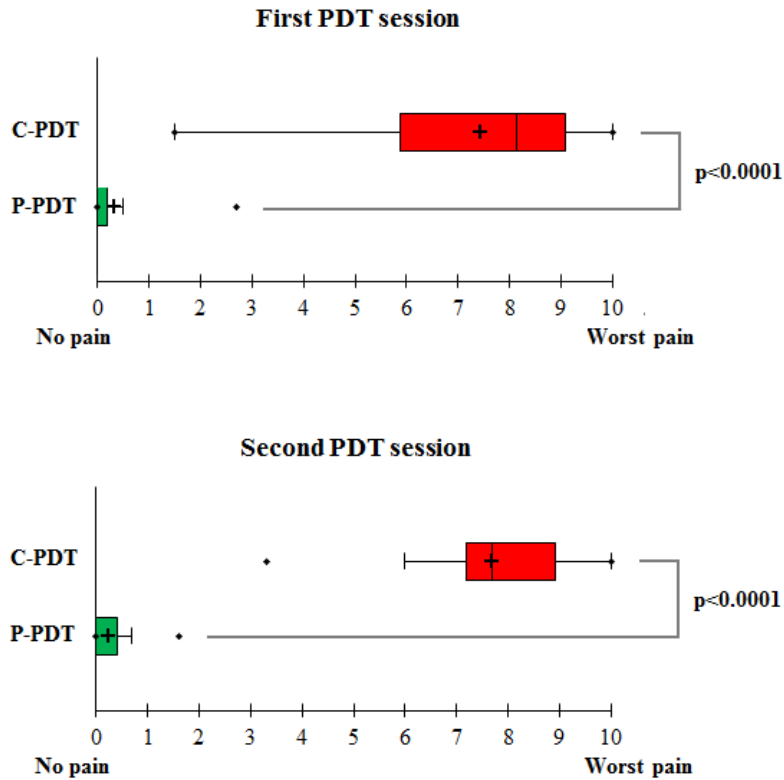 First PDT session
C-PDT
p<0.0001
P-PDT
0 1 2 3 4 5 6 7 8 9 10
No pain Worst pain
Second PDT session
C-PDT
p<0.0001
P-PDT
0 1 2 3 4 5 6 7 8 9 10
No pain Worst pain